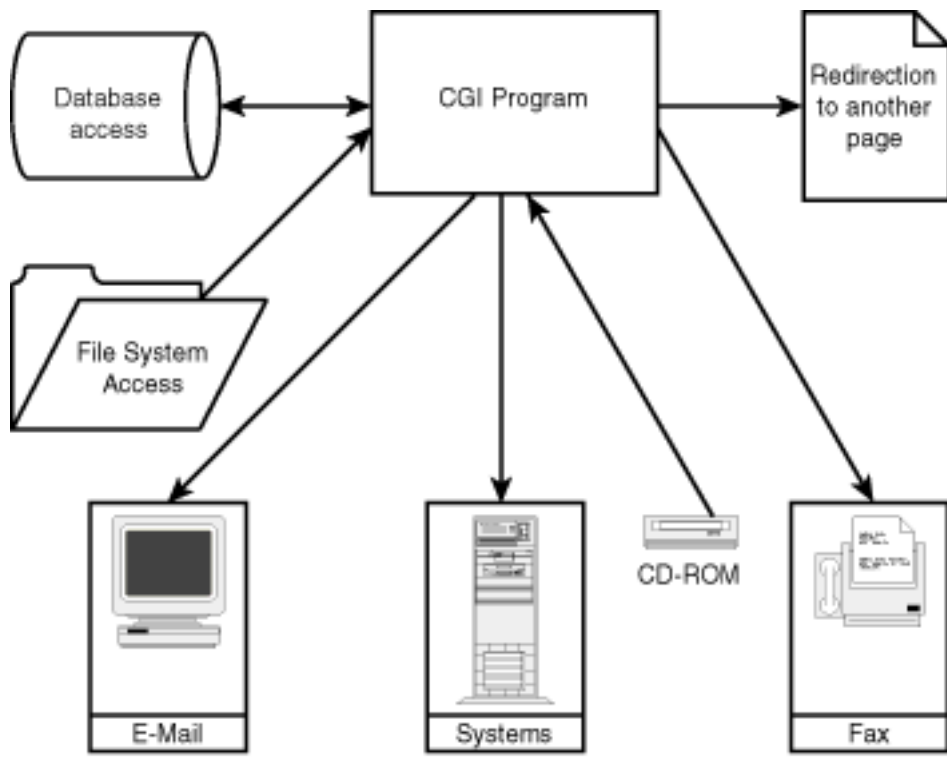 Database
access
CGI Program
Redirection
to another
page
File System
Access
CD-ROM
E-Mail
Systems
Fax